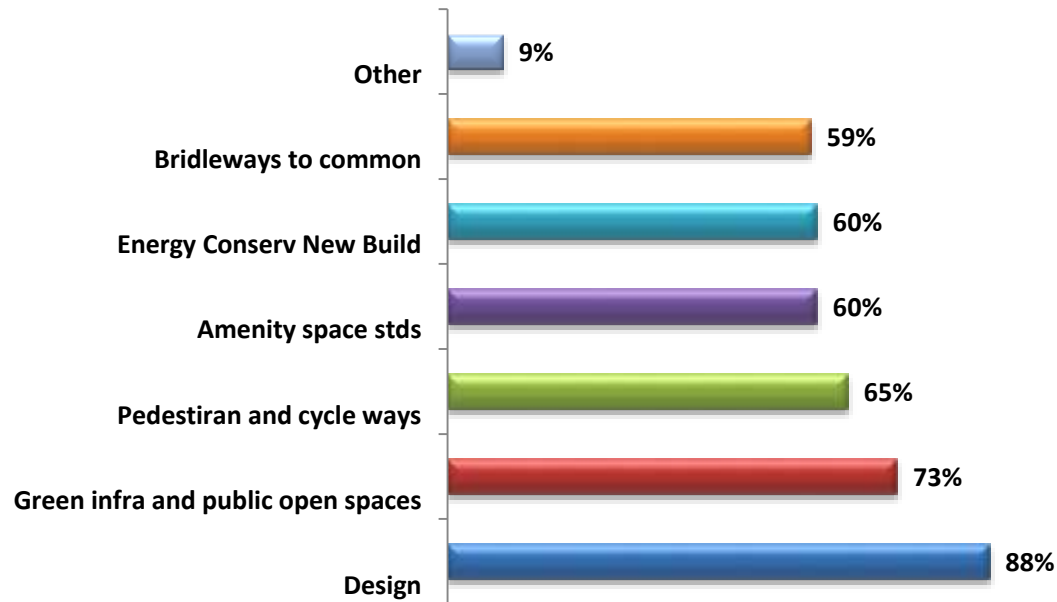 9%
Other
59%
Bridleways to common
60%
Energy Conserv New Build
60%
Amenity space stds
65%
Pedestiran and cycle ways
73%
Green infra and public open spaces
88%
Design